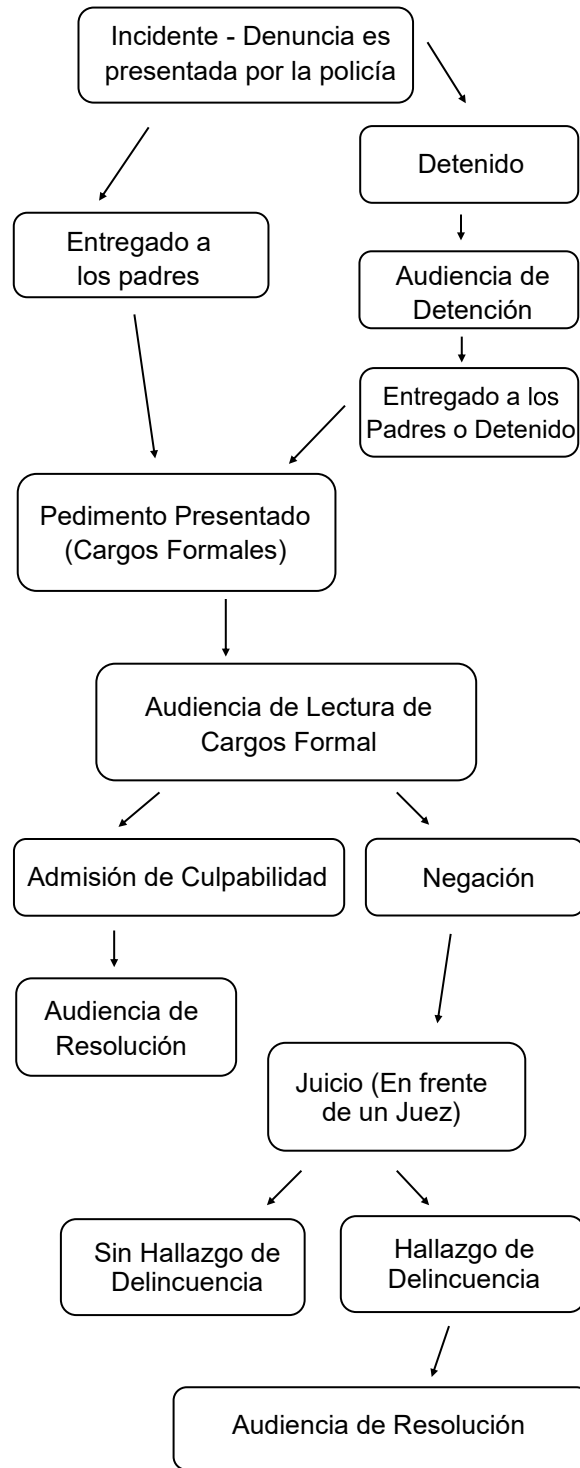 Incidente - Denuncia es
presentada por la policía
Detenido
Entregado a
los padres
Audiencia de
Detención
Entregado a los
Padres o Detenido
Pedimento Presentado
(Cargos Formales)
Audiencia de Lectura de
Cargos Formal
Admisión de Culpabilidad
Negación
Audiencia de
Resolución
Juicio (En frente
de un Juez)
Sin Hallazgo de
Delincuencia
Hallazgo de
Delincuencia
Audiencia de Resolución